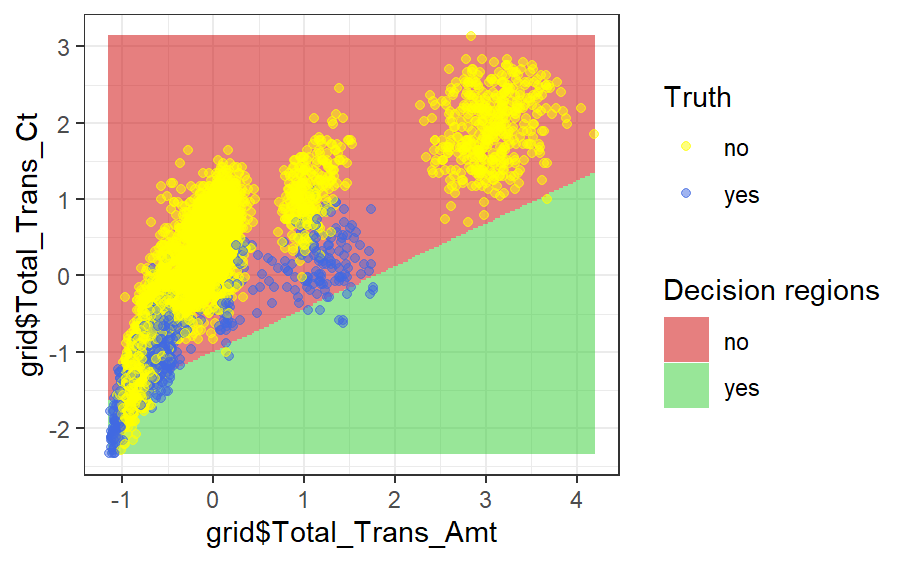 grid$Total_Trans_Ct
3
2
1
0
-1
-2
-1
0
1
2
3
4
grid$Total_Trans_Amt
Truth
no
yes
Decision regions
no
yes